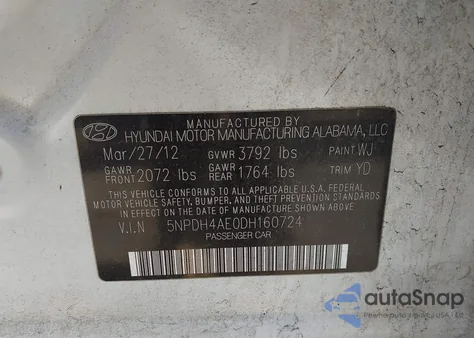 MANUFACTURED BY
HYUNDAI MOTOR MANUFACTURING ALABAMA, LLC
Mar/27/12 GVWR 3792 lbs PAINT WJ
GAWR FRONT 2072 lbs GAWR REAR 1764 lbs TRIM YD
THIS VEHICLE CONFORMS TO ALL APPLICABLE U.S.A. FEDERAL
MOTOR VEHICLE SAFETY, BUMPER, AND THEFT PREVENTION
STANDARDS IN EFFECT ON THE DATE OF MANUFACTURE SHOWN ABOVE.
V.I.N 5NPDH4AE0DH160724
PASSENGER CAR
autaSnap